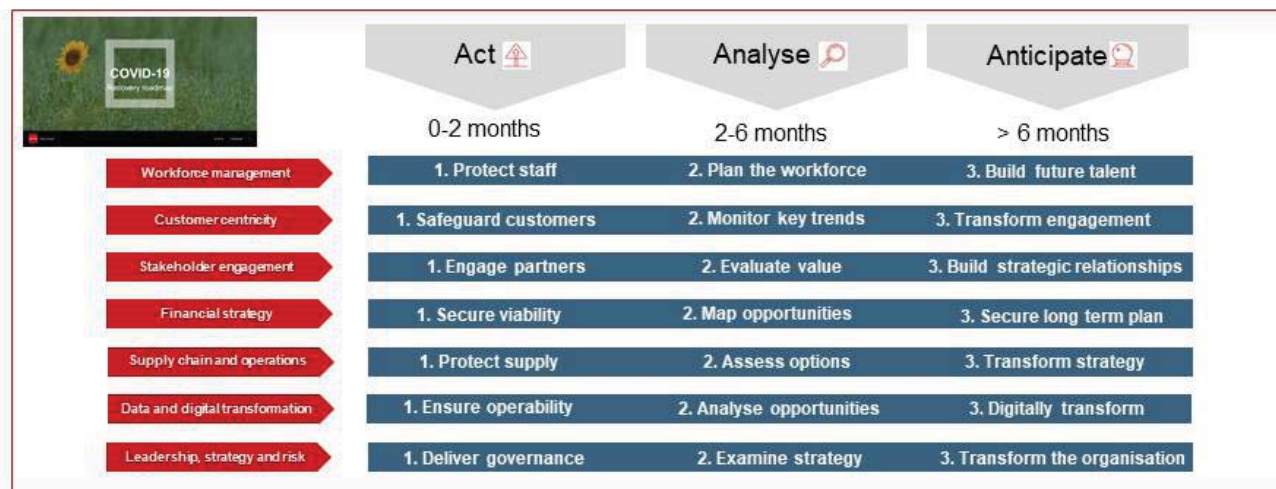 COVID-19
Recovery roadmap
Act
Analyse
Anticipate
0-2 months
2-6 months
> 6 months
Workforce management
1. Protect staff
2. Plan the workforce
3. Build future talent
Customer centricity
1. Safeguard customers
2. Monitor key trends
3. Transform engagement
Stakeholder engagement
1. Engage partners
2. Evaluate value
3. Build strategic relationships
Financial strategy
1. Secure viability
2. Map opportunities
3. Secure long term plan
Supply chain and operations
1. Protect supply
2. Assess options
3. Transform strategy
Data and digital transformation
1. Ensure operability
2. Analyse opportunities
3. Digitally transform
Leadership, strategy and risk
1. Deliver governance
2. Examine strategy
3. Transform the organisation